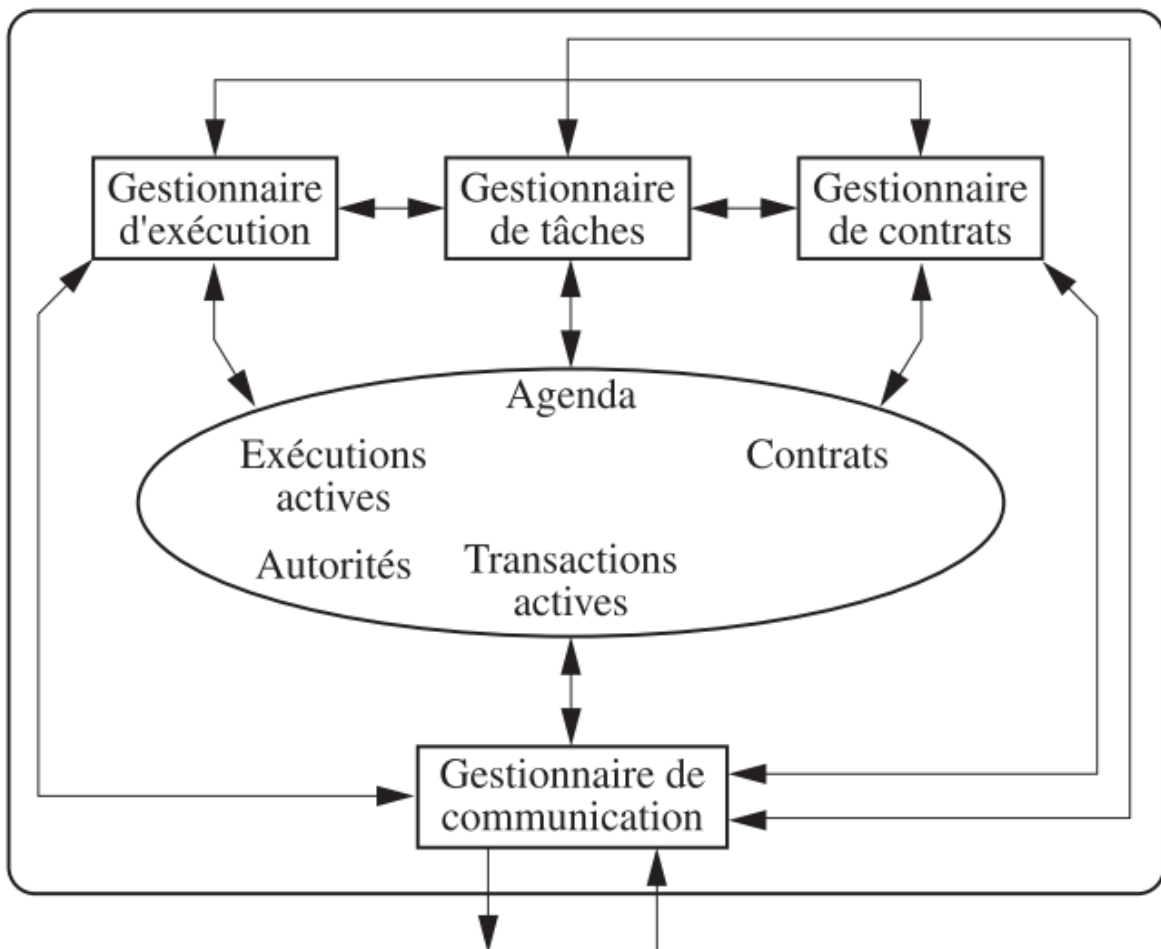 Gestionnaire
d'exécution
Gestionnaire
de tâches
Gestionnaire
de contrats
Agenda
Exécutions
actives
Contrats
Autorités
Transactions
actives
Gestionnaire de
communication